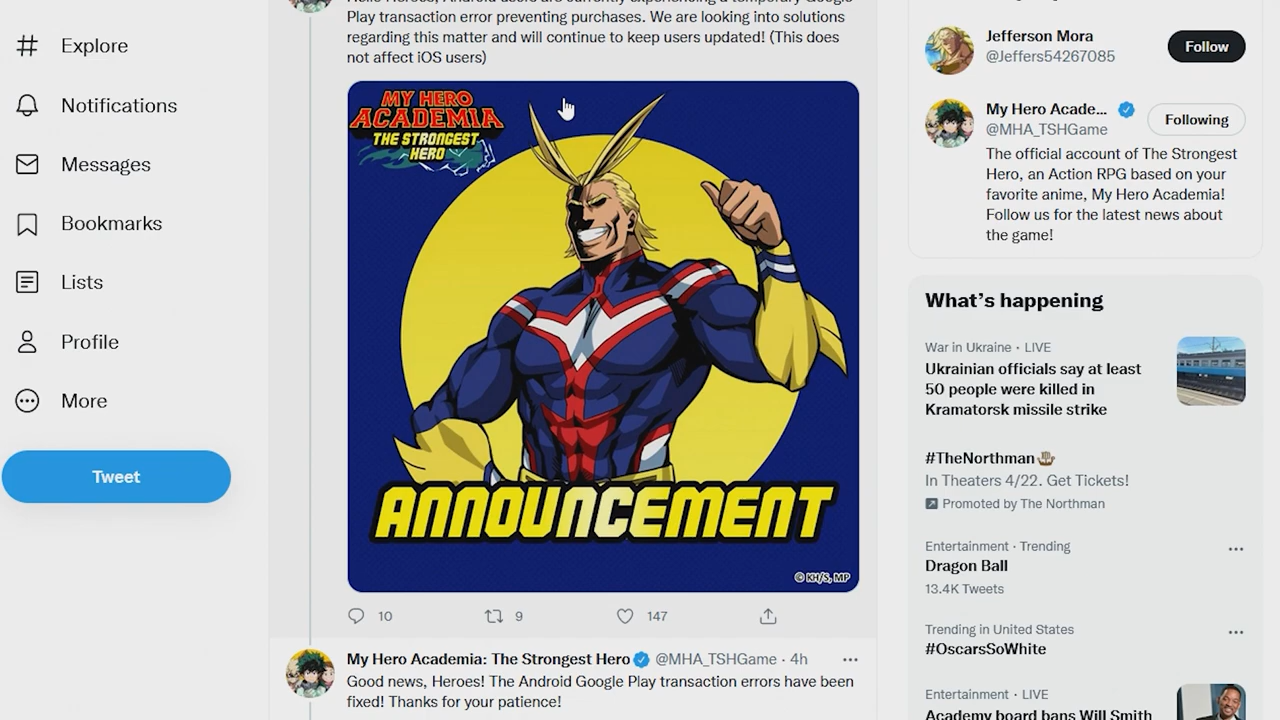 Explore
Notifications
Messages
Bookmarks
Lists
Profile
More
Tweet
Play transaction error preventing purchases. We are looking into solutions
regarding this matter and will continue to keep users updated! (This does
not affect iOS users)
MY HERO
ACADEMIA
THE STRONGEST
HERO
ANNOUNCEMENT
© KH/S, MP
10
9
147
My Hero Academia: The Strongest Hero @MHA_TSHGame · 4h
Good news, Heroes! The Android Google Play transaction errors have been
fixed! Thanks for your patience!
Jefferson Mora
@Jeffers54267085
Follow
My Hero Acade...
@MHA_TSHGame
Following
The official account of The Strongest
Hero, an Action RPG based on your
favorite anime, My Hero Academia!
Follow us for the latest news about
the game!
What's happening
War in Ukraine · LIVE
Ukrainian officials say at least
50 people were killed in
Kramatorsk missile strike
#TheNorthman
In Theaters 4/22. Get Tickets!
Promoted by The Northman
Entertainment · Trending
Dragon Ball
13.4K Tweets
Trending in United States
#OscarsSoWhite
Entertainment · LIVE
Academy board bans Will Smith